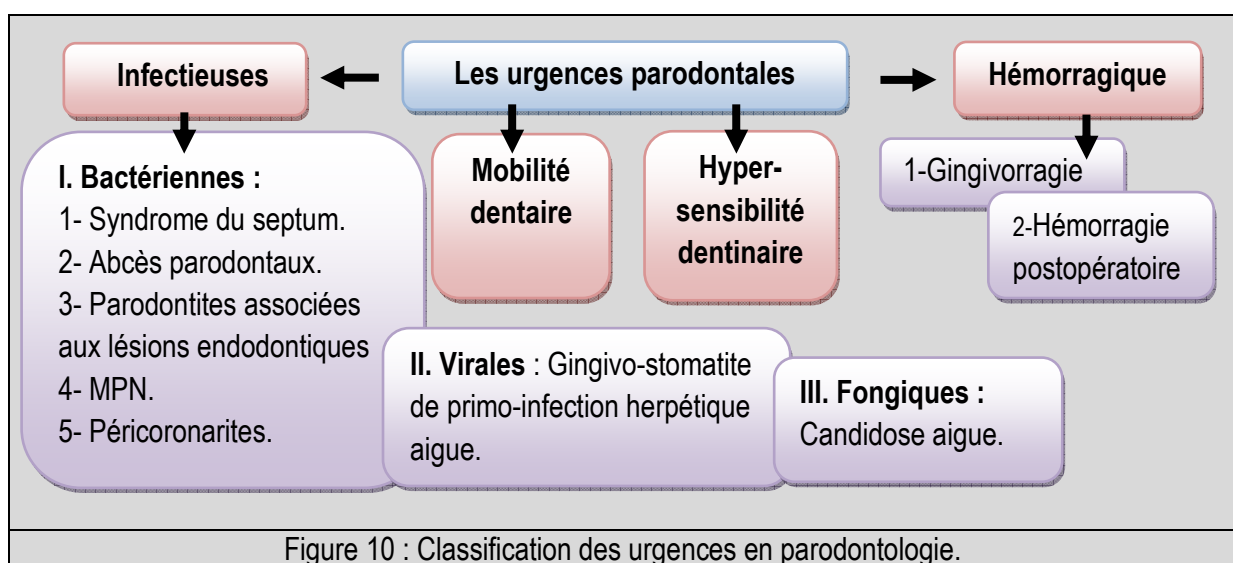 Les urgences parodontales
Infectieuses
Hémorragique
I. Bactériennes :
1- Syndrome du septum.
2- Abcès parodontaux.
3- Parodontites associées
aux lésions endodontiques
4- MPN.
5- Péricoronarites.
Mobilité
dentaire
Hyper-
sensibilité
dentinaire
1-Gingivorragie
2-Hémorragie
postopératoire
II. Virales : Gingivo-stomatite
de primo-infection herpétique
aigue.
III. Fongiques :
Candidose aigue.
Figure 10 : Classification des urgences en parodontologie.